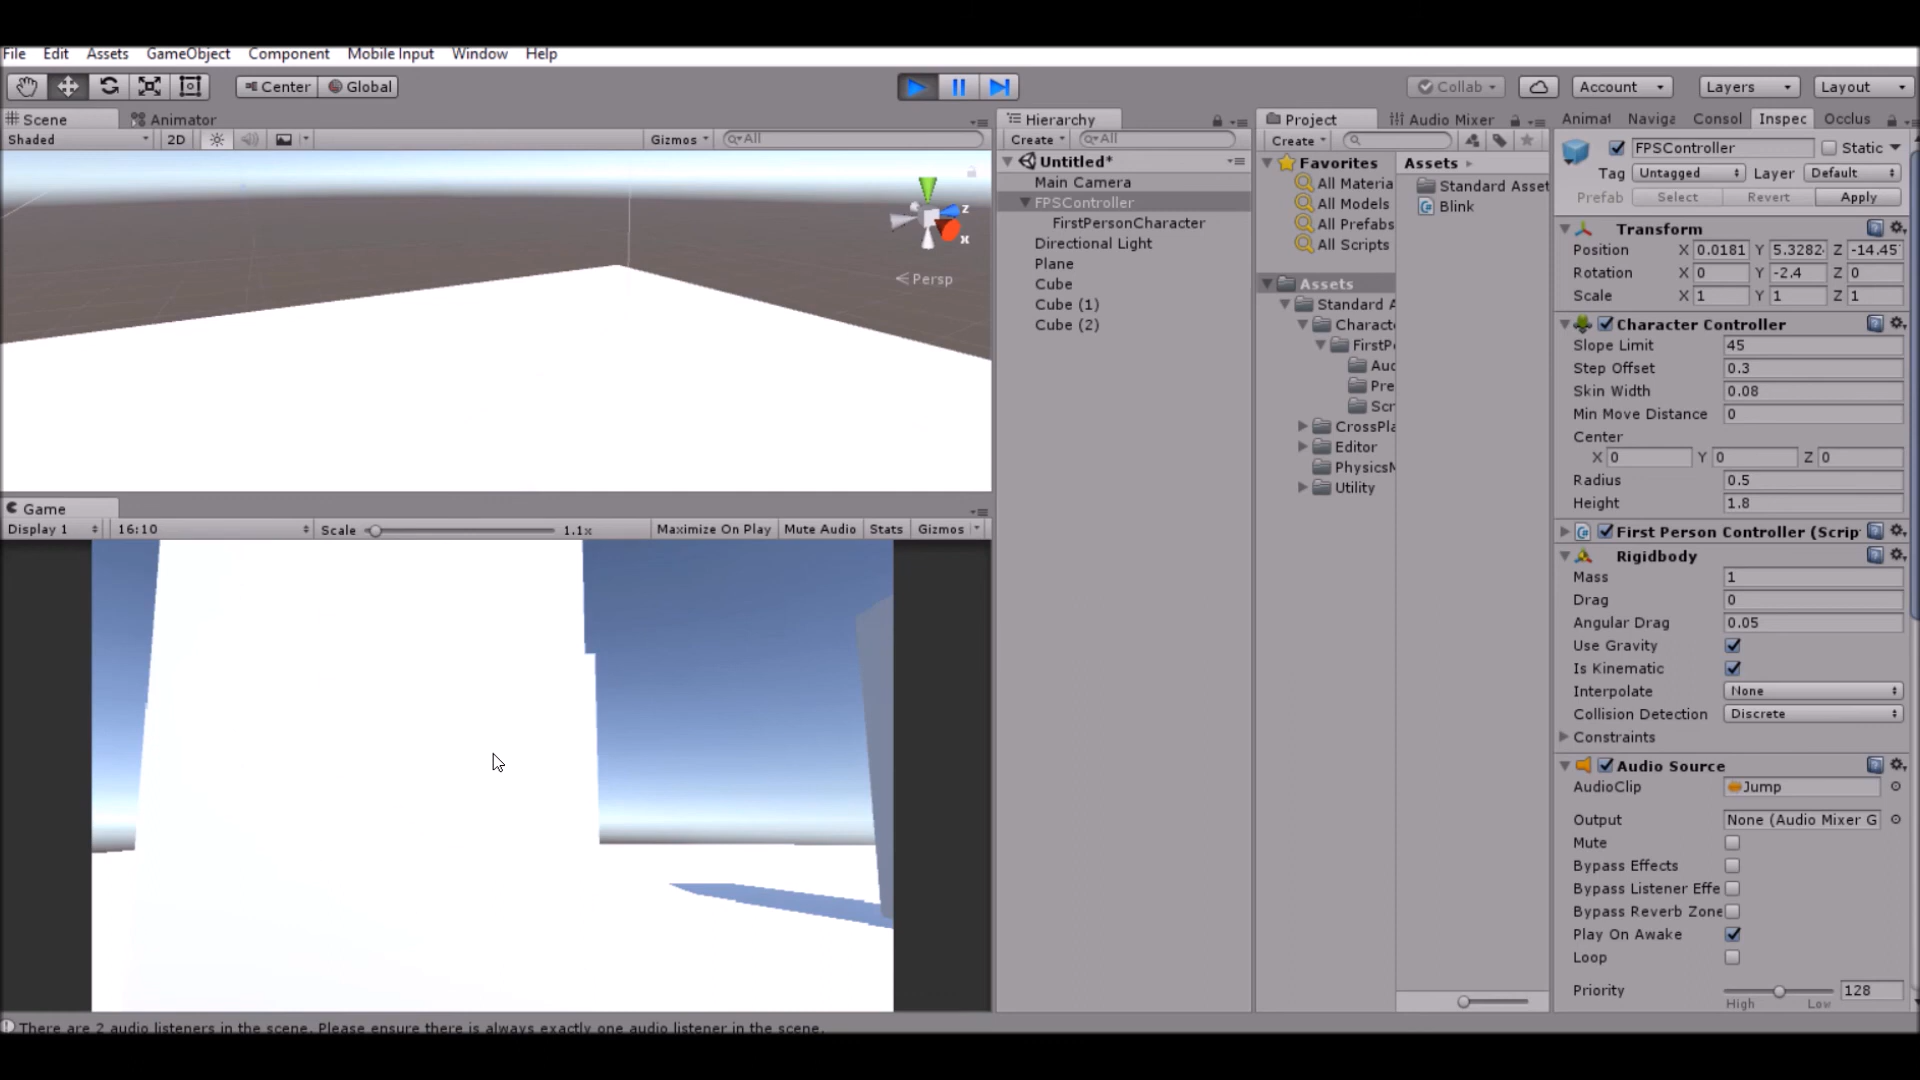 File Edit Assets GameObject Component Mobile Input Window Help
Center Global
Collab Account Layers Layout
Scene Animator
Shaded 2D Gizmos All
Persp
Game
Display 1 16:10 Scale 1.1x Maximize On Play Mute Audio Stats Gizmos
There are 2 audio listeners in the scene. Please ensure there is always exactly one audio listener in the scene.
Hierarchy
Create All
Untitled*
Main Camera
FPSController
FirstPersonCharacter
Directional Light
Plane
Cube
Cube (1)
Cube (2)
Project Audio Mixer
Create
Favorites
All Materia
All Models
All Prefabs
All Scripts
Assets
Standard A
Charact
FirstP
Aud
Pre
Scr
CrossPla
Editor
PhysicsM
Utility
Assets
Standard Asset
Blink
Animat Naviga Consol Inspec Occlus
FPSController Static
Tag Untagged Layer Default
Prefab Select Revert Apply
Transform
Position X 0.0181 Y 5.3282 Z -14.45
Rotation X 0 Y -2.4 Z 0
Scale X 1 Y 1 Z 1
Character Controller
Slope Limit 45
Step Offset 0.3
Skin Width 0.08
Min Move Distance 0
Center
X 0 Y 0 Z 0
Radius 0.5
Height 1.8
First Person Controller (Scrip
Rigidbody
Mass 1
Drag 0
Angular Drag 0.05
Use Gravity
Is Kinematic
Interpolate None
Collision Detection Discrete
Constraints
Audio Source
AudioClip Jump
Output None (Audio Mixer G
Mute
Bypass Effects
Bypass Listener Effe
Bypass Reverb Zone
Play On Awake
Loop
Priority 128
High Low